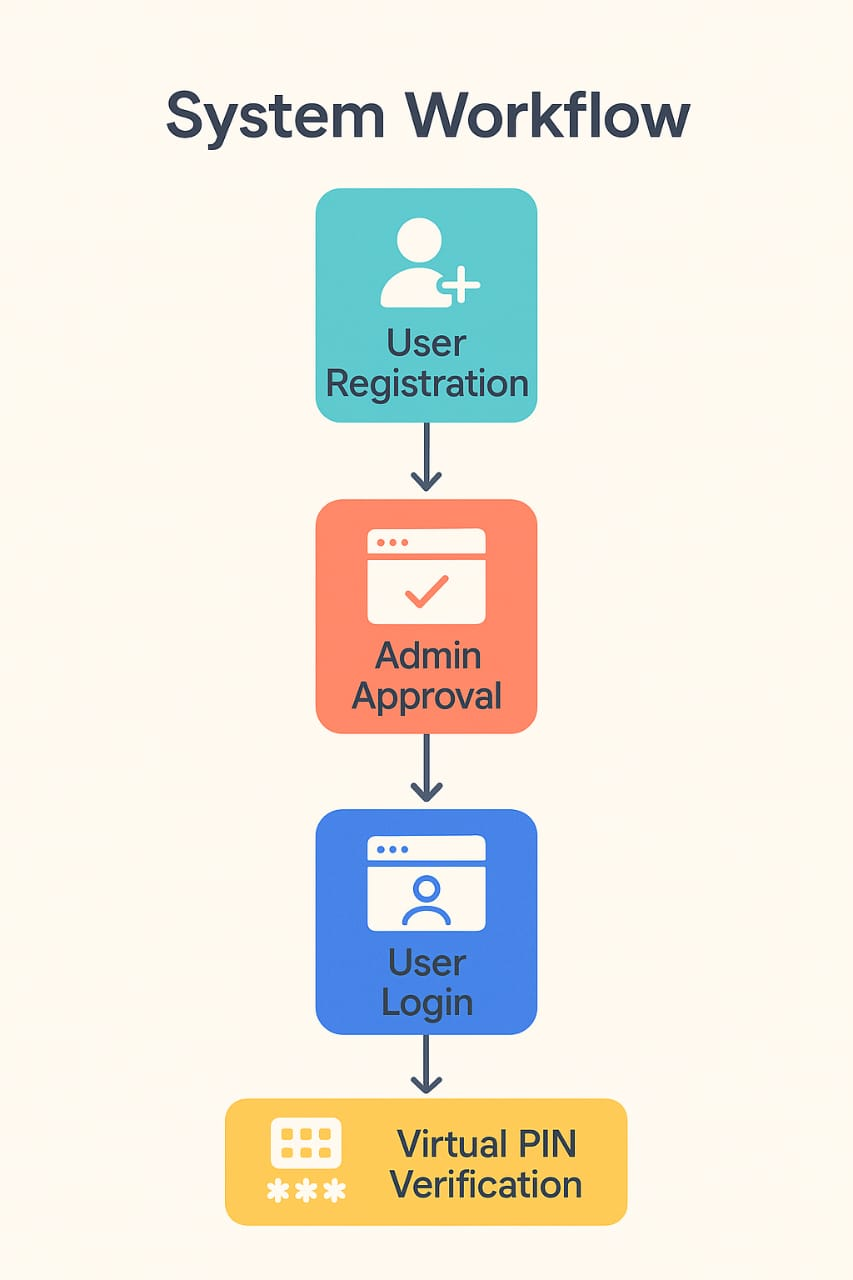 System Workflow
User
Registration
Admin
Approval
User
Login
Virtual PIN
Verification